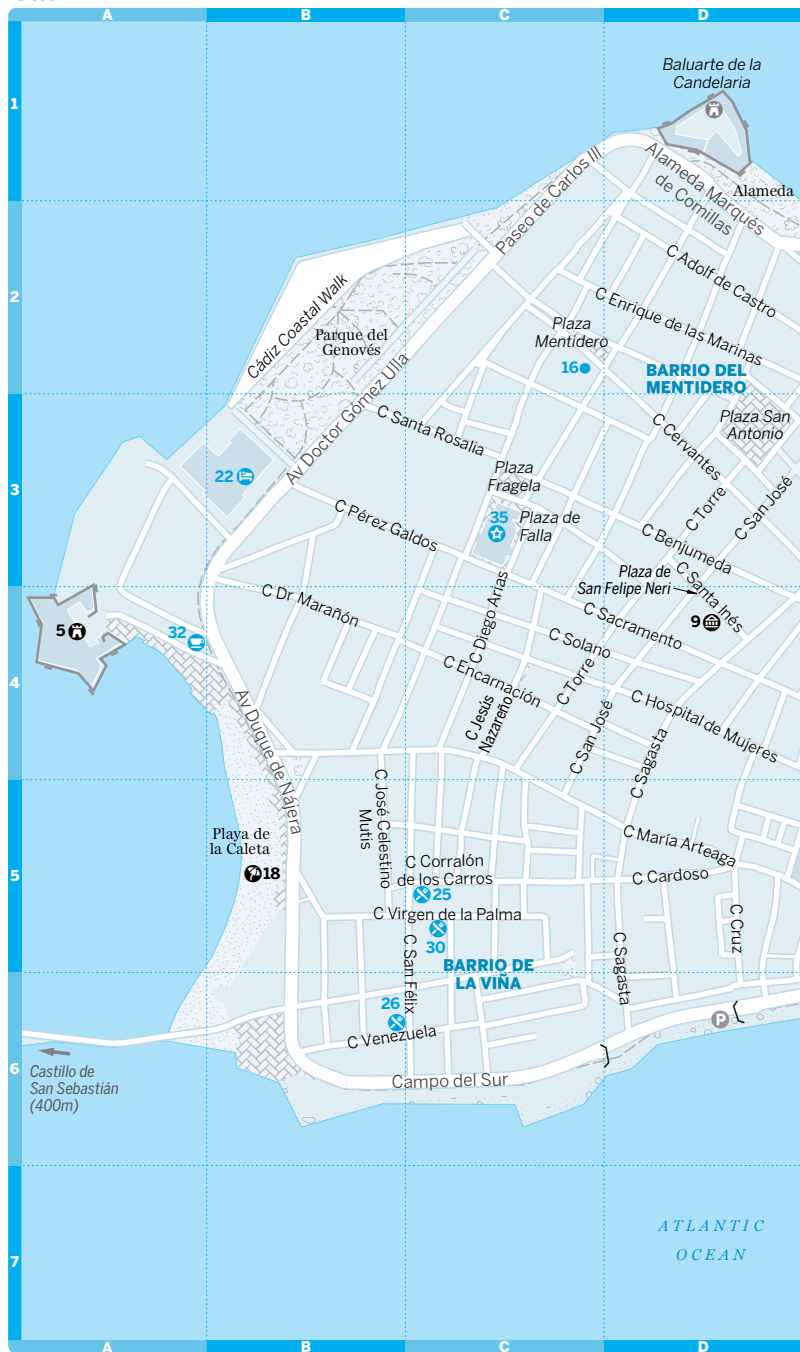 A
B
C
D
1
Baluarte de la
Candelaria
Alameda Marqués
de Comillas
Alameda
Paseo de Carlos III
2
C Adolf de Castro
C Enrique de las Marinas
Plaza
Mentidero
16
BARRIO DEL
MENTIDERO
Cádiz Coastal Walk
Parque del
Genovés
Av Doctor Gómez Ulla
Plaza San
Antonio
C Santa Rosalia
C Cervantes
3
22
Plaza
Fragela
35
Plaza de
Falla
C Torre
C San José
C Pérez Galdos
C Benjumeda
Plaza de
San Felipe Neri
C Santa Inés
9
C Dr Marañón
C Diego Arias
C Sacramento
5
32
C Solano
4
C Encarnación
C Torre
C Jesús
Nazareño
C Hospital de Mujeres
C San José
C Sagasta
Av Duque de Nájera
C José Celestino
Mutis
Playa de
la Caleta
C María Arteaga
18
C Corralón
de los Carros
5
25
C Cardoso
C Virgen de la Palma
30
C Cruz
C San Félix
C Sagasta
BARRIO DE
LA VIÑA
26
C Venezuela
P
6
Castillo de
San Sebastián
(400m)
Campo del Sur
ATLANTIC
OCEAN
7
A
B
C
D